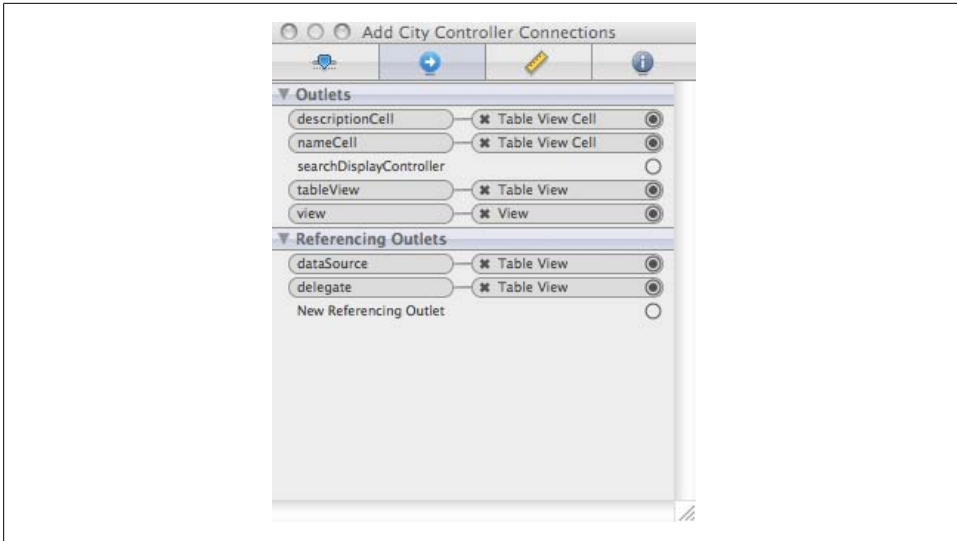 Add City Controller Connections
Outlets
descriptionCell Table View Cell
nameCell Table View Cell
searchDisplayController
tableView Table View
view View
Referencing Outlets
dataSource Table View
delegate Table View
New Referencing Outlet